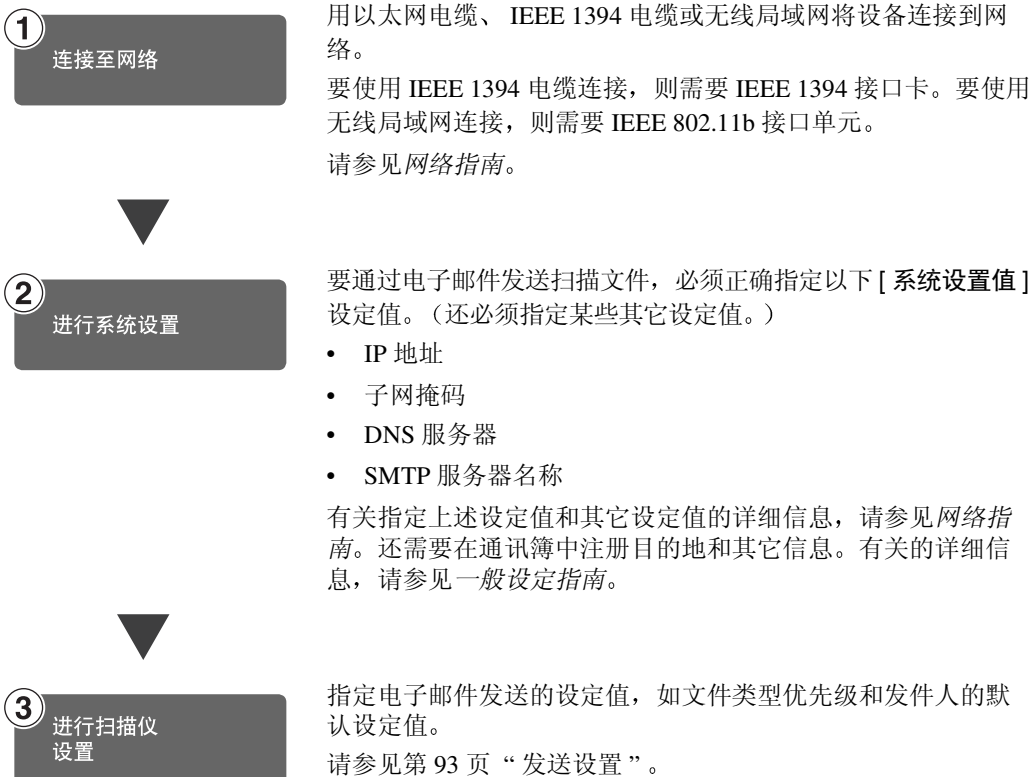 1
连接至网络
用以太网电缆、 IEEE 1394 电缆或无线局域网将设备连接到网
络。
要使用 IEEE 1394 电缆连接，则需要 IEEE 1394 接口卡。要使用
无线局域网连接，则需要 IEEE 802.11b 接口单元。
请参见网络指南。
2
进行系统设置
要通过电子邮件发送扫描文件，必须正确指定以下 [ 系统设置值 ]
设定值。（还必须指定某些其它设定值。）
• IP 地址
• 子网掩码
• DNS 服务器
• SMTP 服务器名称
有关指定上述设定值和其它设定值的详细信息，请参见网络指
南。还需要在通讯簿中注册目的地和其它信息。有关的详细信
息，请参见一般设定指南。
3
进行扫描仪
设置
指定电子邮件发送的设定值，如文件类型优先级和发件人的默
认设定值。
请参见第 93 页 “ 发送设置 ” 。